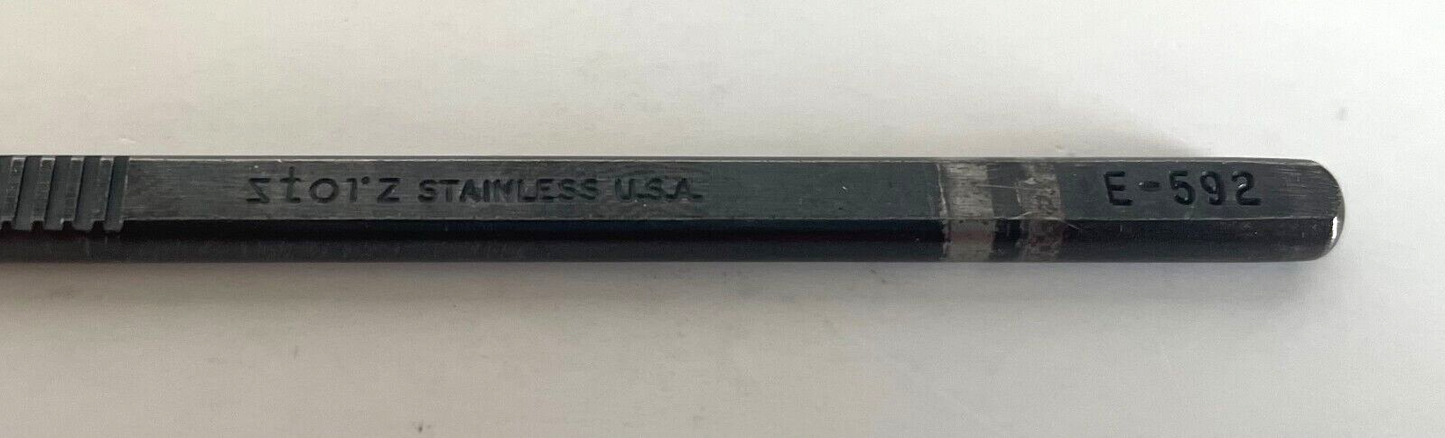 storz STAINLESS U.S.A. E-592